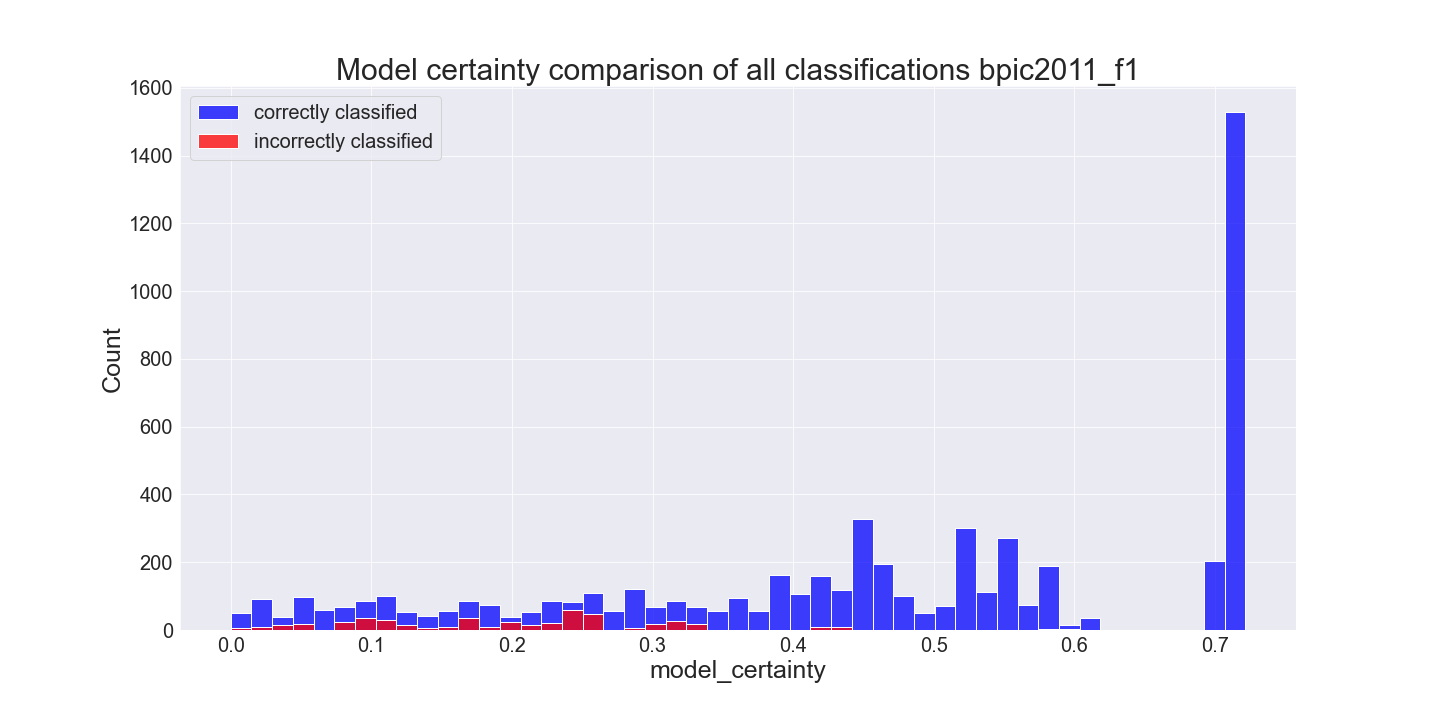 Model certainty comparison of all classifications bpic2011_f1
correctly classified
incorrectly classified
1600
1400
1200
1000
800
600
400
200
0
Count
0.0 0.1 0.2 0.3 0.4 0.5 0.6 0.7
model_certainty